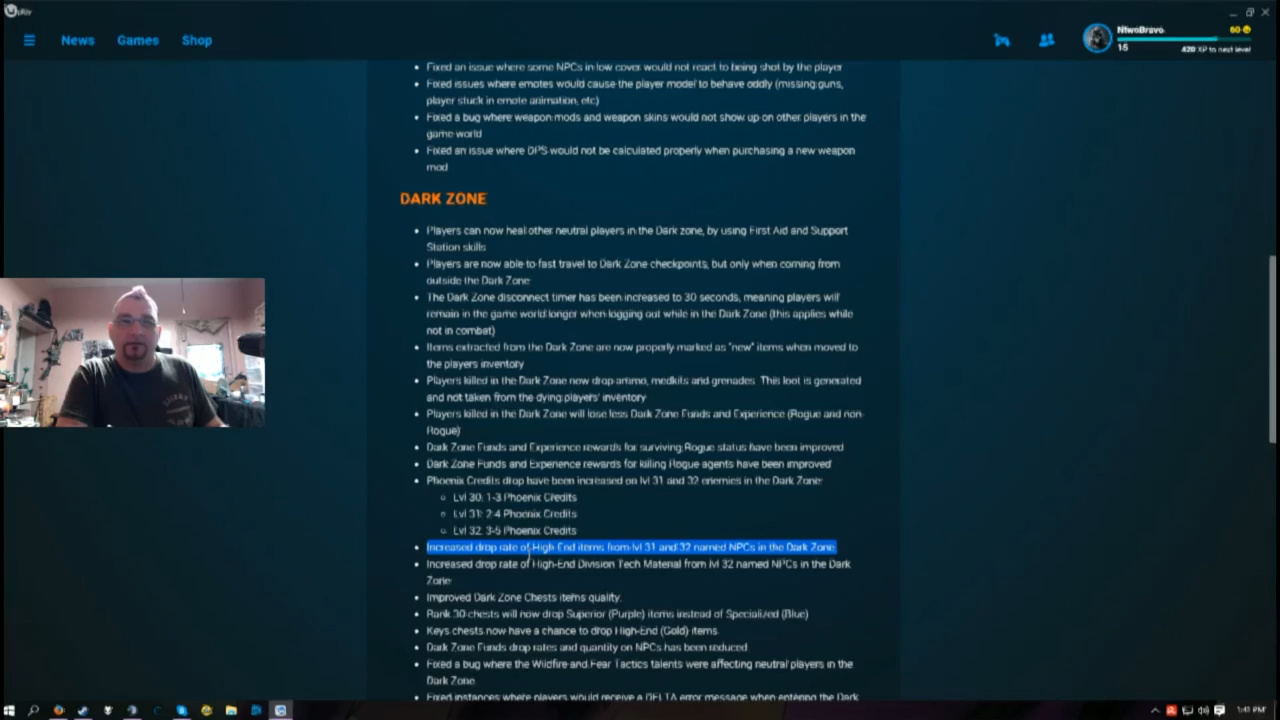 uplay
News Games Shop
NtwoBravo 60
15 420 XP to next level
Fixed an issue where some NPCs in low cover would not react to being shot by the player
Fixed issues where emotes would cause the player model to behave oddly (missing guns,
player stuck in emote animation, etc)
Fixed a bug where weapon mods and weapon skins would not show up on other players in the
game world
Fixed an issue where DPS would not be calculated properly when purchasing a new weapon
mod
DARK ZONE
Players can now heal other neutral players in the Dark zone, by using First Aid and Support
Station skills
Players are now able to fast travel to Dark Zone checkpoints, but only when coming from
outside the Dark Zone
The Dark Zone disconnect timer has been increased to 30 seconds, meaning players will
remain in the game world longer when logging out while in the Dark Zone (this applies while
not in combat)
Items extracted from the Dark Zone are now properly marked as "new" items when moved to
the players inventory
Players killed in the Dark Zone now drop ammo, medkits and grenades. This loot is generated
and not taken from the dying players' inventory
Players killed in the Dark Zone will lose less Dark Zone Funds and Experience (Rogue and non-
Rogue)
Dark Zone Funds and Experience rewards for surviving Rogue status have been improved
Dark Zone Funds and Experience rewards for killing Rogue agents have been improved
Phoenix Credits drop have been increased on lvl 31 and 32 enemies in the Dark Zone:
Lvl 30: 1-3 Phoenix Credits
Lvl 31: 2-4 Phoenix Credits
Lvl 32: 3-5 Phoenix Credits
Increased drop rate of High-End items from lvl 31 and 32 named NPCs in the Dark Zone
Increased drop rate of High-End Division Tech Material from lvl 32 named NPCs in the Dark
Zone
Improved Dark Zone Chests items quality.
Rank 30 chests will now drop Superior (Purple) items instead of Specialized (Blue)
Keys chests now have a chance to drop High-End (Gold) items.
Dark Zone Funds drop rates and quantity on NPCs has been reduced
Fixed a bug where the Wildfire and Fear Tactics talents were affecting neutral players in the
Dark Zone
Fixed instances where players would receive a DELTA error message when entering the Dark
1:41 PM